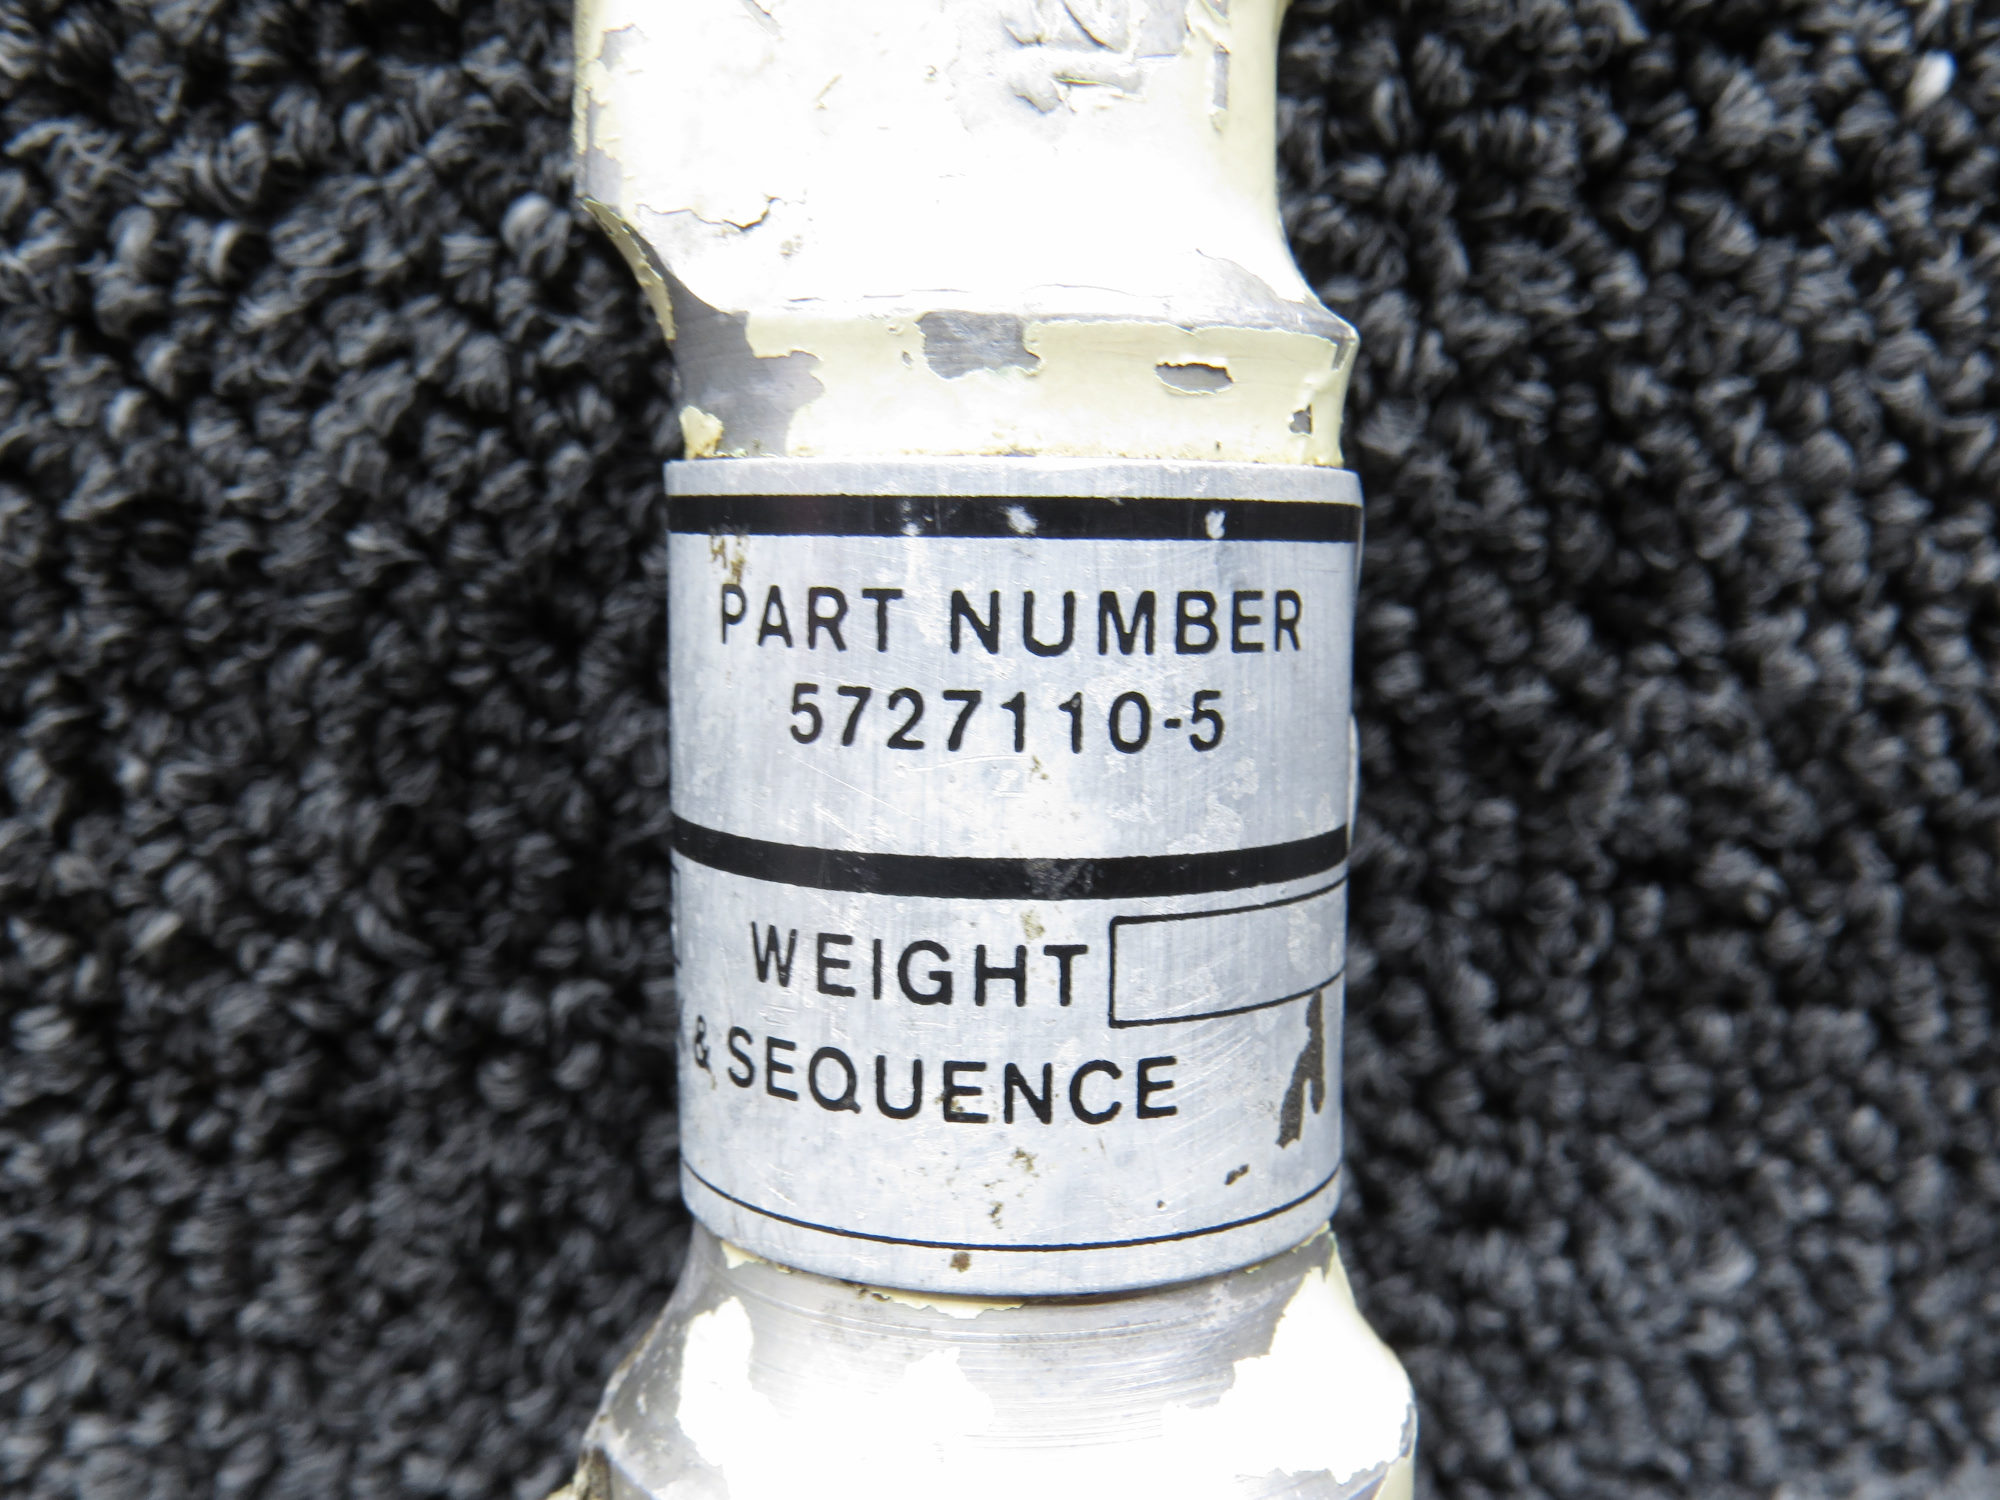 PART NUMBER
5727110-5
WEIGHT
& SEQUENCE